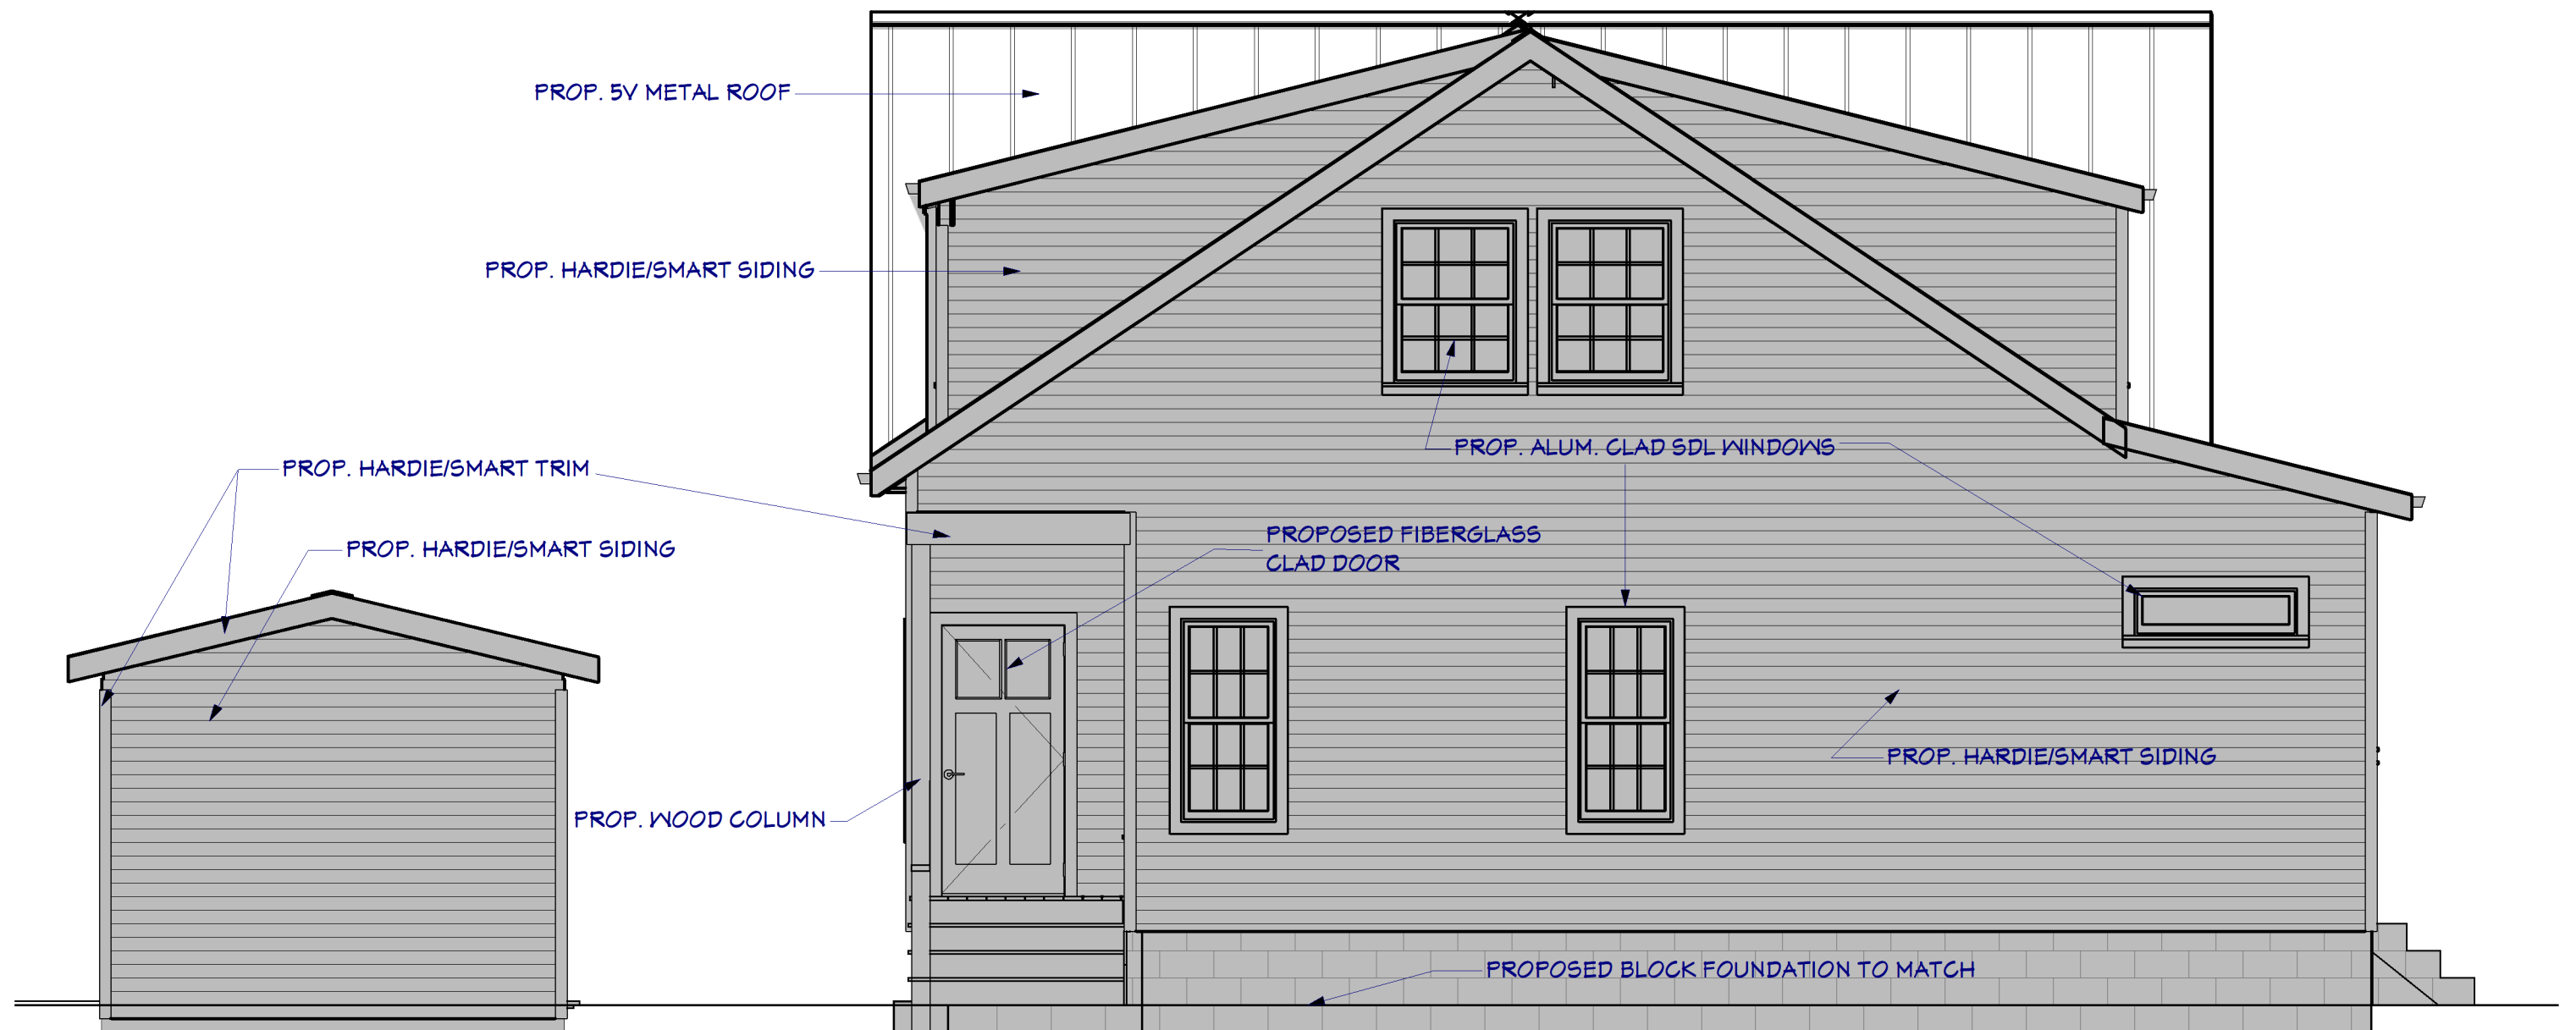 PROP. 5V METAL ROOF
PROP. HARDIE/SMART SIDING
PROP. ALUM. CLAD SDL WINDOWS
PROP. HARDIE/SMART TRIM
PROPOSED FIBERGLASS
CLAD DOOR
PROP. HARDIE/SMART SIDING
PROP. HARDIE/SMART SIDING
PROP. WOOD COLUMN
PROPOSED BLOCK FOUNDATION TO MATCH